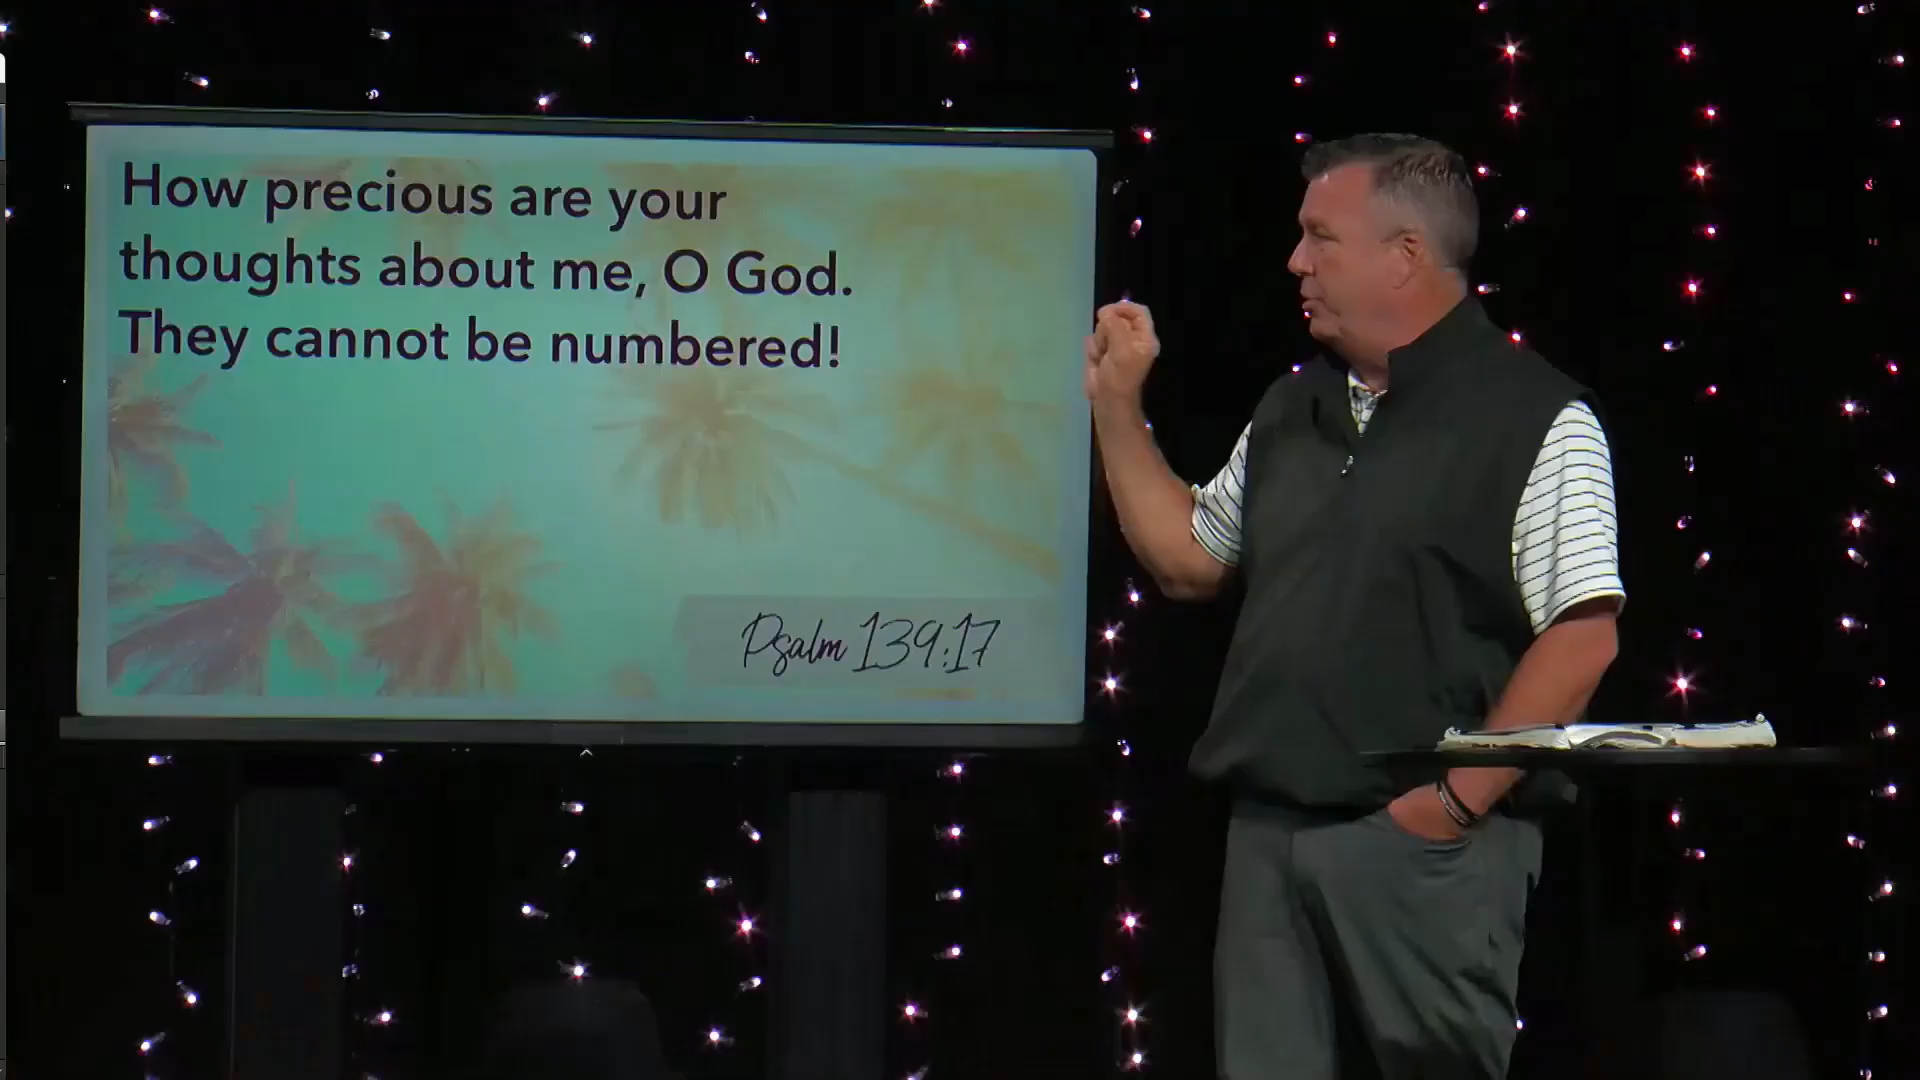 How precious are your
thoughts about me, O God.
They cannot be numbered!
Psalm 139:17